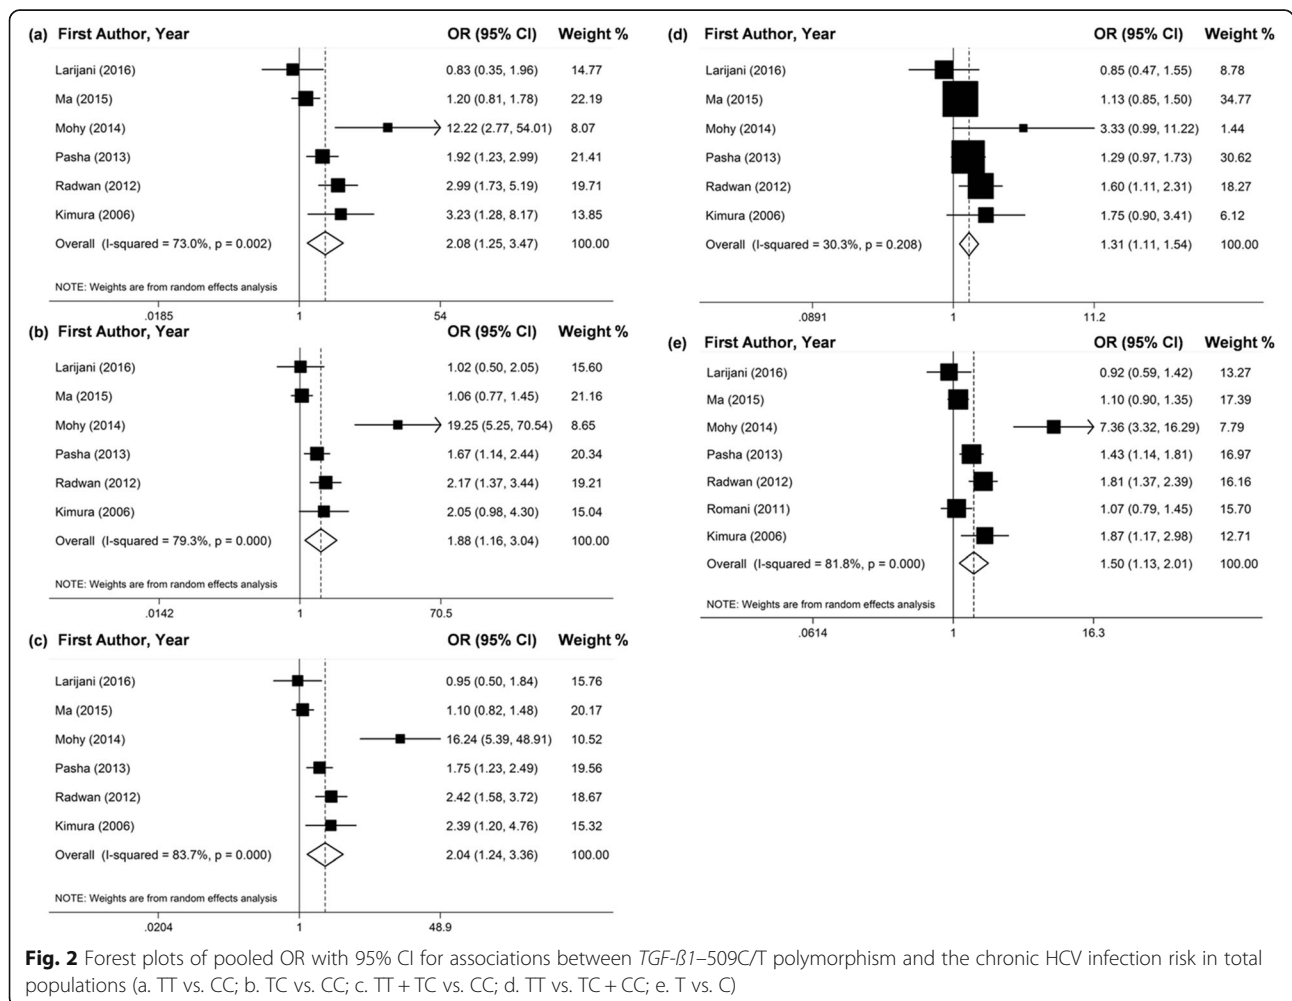 (a) First Author, Year OR (95% CI) Weight %
Larijani (2016) 0.83 (0.35, 1.96) 14.77
Ma (2015) 1.20 (0.81, 1.78) 22.19
Mohy (2014) 12.22 (2.77, 54.01) 8.07
Pasha (2013) 1.92 (1.23, 2.99) 21.41
Radwan (2012) 2.99 (1.73, 5.19) 19.71
Kimura (2006) 3.23 (1.28, 8.17) 13.85
Overall (I-squared = 73.0%, p = 0.002) 2.08 (1.25, 3.47) 100.00
NOTE: Weights are from random effects analysis
.0185 1 54
(b) First Author, Year OR (95% CI) Weight %
Larijani (2016) 1.02 (0.50, 2.05) 15.60
Ma (2015) 1.06 (0.77, 1.45) 21.16
Mohy (2014) 19.25 (5.25, 70.54) 8.65
Pasha (2013) 1.67 (1.14, 2.44) 20.34
Radwan (2012) 2.17 (1.37, 3.44) 19.21
Kimura (2006) 2.05 (0.98, 4.30) 15.04
Overall (I-squared = 79.3%, p = 0.000) 1.88 (1.16, 3.04) 100.00
NOTE: Weights are from random effects analysis
.0142 1 70.5
(c) First Author, Year OR (95% CI) Weight %
Larijani (2016) 0.95 (0.50, 1.84) 15.76
Ma (2015) 1.10 (0.82, 1.48) 20.17
Mohy (2014) 16.24 (5.39, 48.91) 10.52
Pasha (2013) 1.75 (1.23, 2.49) 19.56
Radwan (2012) 2.42 (1.58, 3.72) 18.67
Kimura (2006) 2.39 (1.20, 4.76) 15.32
Overall (I-squared = 83.7%, p = 0.000) 2.04 (1.24, 3.36) 100.00
NOTE: Weights are from random effects analysis
.0204 1 48.9
(d) First Author, Year OR (95% CI) Weight %
Larijani (2016) 0.85 (0.47, 1.55) 8.78
Ma (2015) 1.13 (0.85, 1.50) 34.77
Mohy (2014) 3.33 (0.99, 11.22) 1.44
Pasha (2013) 1.29 (0.97, 1.73) 30.62
Radwan (2012) 1.60 (1.11, 2.31) 18.27
Kimura (2006) 1.75 (0.90, 3.41) 6.12
Overall (I-squared = 30.3%, p = 0.208) 1.31 (1.11, 1.54) 100.00
.0891 1 11.2
(e) First Author, Year OR (95% CI) Weight %
Larijani (2016) 0.92 (0.59, 1.42) 13.27
Ma (2015) 1.10 (0.90, 1.35) 17.39
Mohy (2014) 7.36 (3.32, 16.29) 7.79
Pasha (2013) 1.43 (1.14, 1.81) 16.97
Radwan (2012) 1.81 (1.37, 2.39) 16.16
Romani (2011) 1.07 (0.79, 1.45) 15.70
Kimura (2006) 1.87 (1.17, 2.98) 12.71
Overall (I-squared = 81.8%, p = 0.000) 1.50 (1.13, 2.01) 100.00
NOTE: Weights are from random effects analysis
.0614 1 16.3
Fig. 2 Forest plots of pooled OR with 95% CI for associations between TGF-ß1–509C/T polymorphism and the chronic HCV infection risk in total
populations (a. TT vs. CC; b. TC vs. CC; c. TT + TC vs. CC; d. TT vs. TC + CC; e. T vs. C)